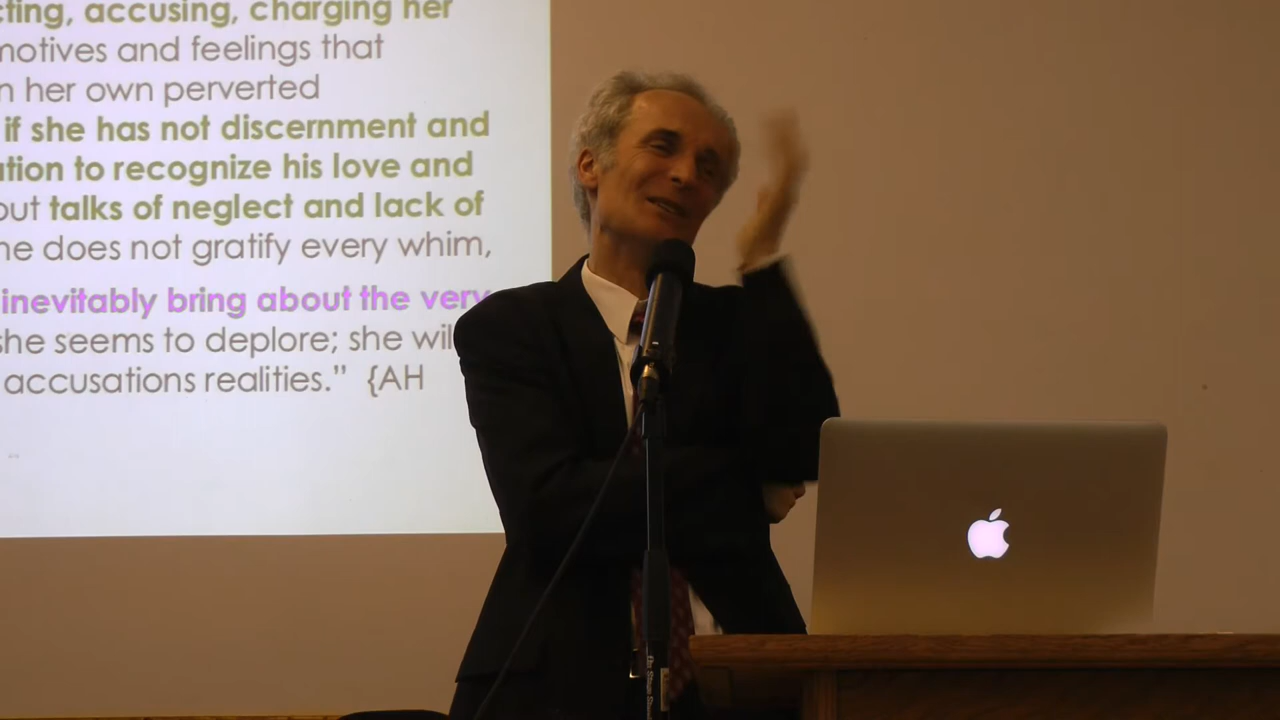 cting, accusing, charging her
motives and feelings that
n her own perverted
if she has not discernment and
ation to recognize his love and
but talks of neglect and lack of
he does not gratify every whim,
inevitably bring about the very
she seems to deplore; she wil
accusations realities.” {AH